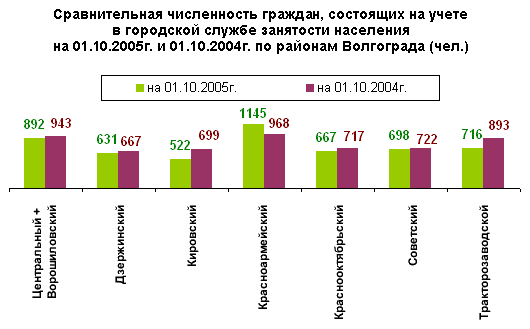 Сравнительная численность граждан, состоящих на учете
в городской службе занятости населения
на 01.10.2005г. и 01.10.2004г. по районам Волгограда (чел.)
на 01.10.2005г. на 01.10.2004г.
892 943 631 667 522 699 1145 968 667 717 698 722 716 893
Центральный +
Ворошиловский
Дзержинский
Кировский
Красноармейский
Краснооктябрьский
Советский
Тракторозаводской